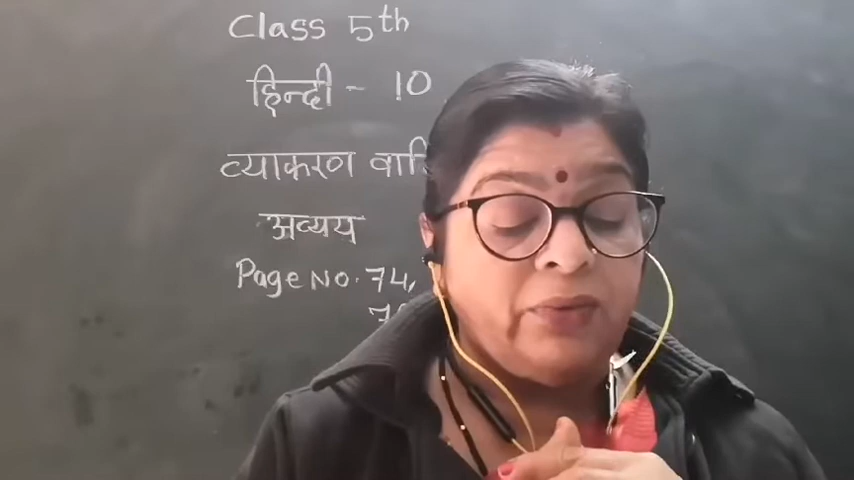 Class 5th
हिन्दी - 10
व्याकरण
अव्यय
Page No. 74,